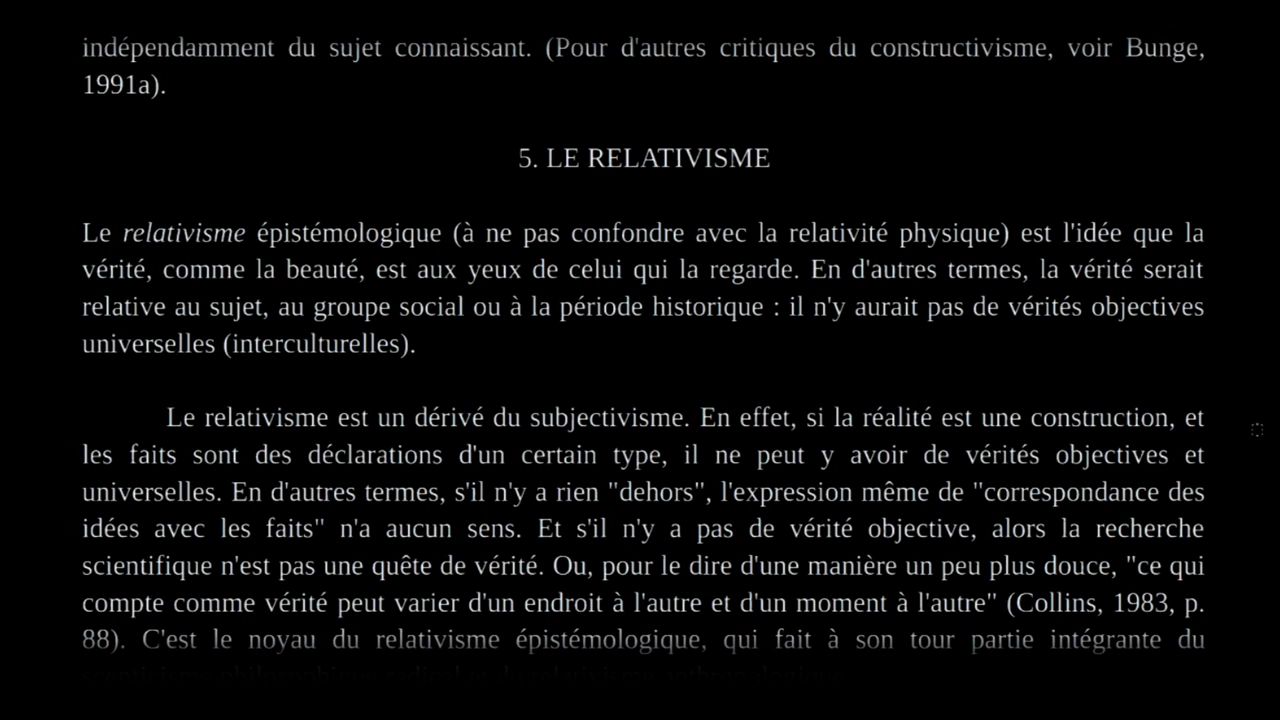 indépendamment du sujet connaissant. (Pour d'autres critiques du constructivisme, voir Bunge,
1991a).
5. LE RELATIVISME
Le relativisme épistémologique (à ne pas confondre avec la relativité physique) est l'idée que la
vérité, comme la beauté, est aux yeux de celui qui la regarde. En d'autres termes, la vérité serait
relative au sujet, au groupe social ou à la période historique : il n'y aurait pas de vérités objectives
universelles (interculturelles).
Le relativisme est un dérivé du subjectivisme. En effet, si la réalité est une construction, et
les faits sont des déclarations d'un certain type, il ne peut y avoir de vérités objectives et
universelles. En d'autres termes, s'il n'y a rien "dehors", l'expression même de "correspondance des
idées avec les faits" n'a aucun sens. Et s'il n'y a pas de vérité objective, alors la recherche
scientifique n'est pas une quête de vérité. Ou, pour le dire d'une manière un peu plus douce, "ce qui
compte comme vérité peut varier d'un endroit à l'autre et d'un moment à l'autre" (Collins, 1983, p.
88). C'est le noyau du relativisme épistémologique, qui fait à son tour partie intégrante du